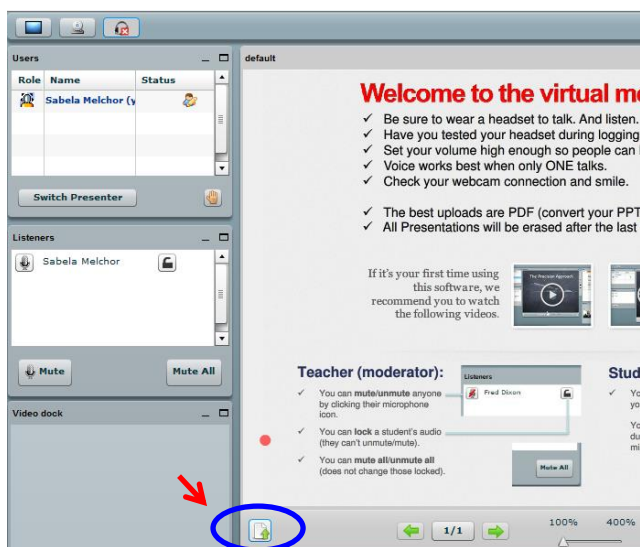 Users
Role Name Status
Sabela Melchor (y
Switch Presenter
Listeners
Sabela Melchor
Mute
Mute All
Video dock
default
Welcome to the virtual me
Be sure to wear a headset to talk. And listen.
Have you tested your headset during logging
Set your volume high enough so people can
Voice works best when only ONE talks.
Check your webcam connection and smile.
The best uploads are PDF (convert your PPT
All Presentations will be erased after the last
If it's your first time using
this software, we
recommend you to watch
the following videos.
Teacher (moderator):
You can mute/unmute anyone
by clicking their microphone
icon.
You can lock a student's audio
(they can't unmute/mute).
You can mute all/unmute all
(does not change those locked).
Listeners
Fred Dixon
Mute All
Stud
Yo
yo
Yo
du
mi
1/1
100% 400%